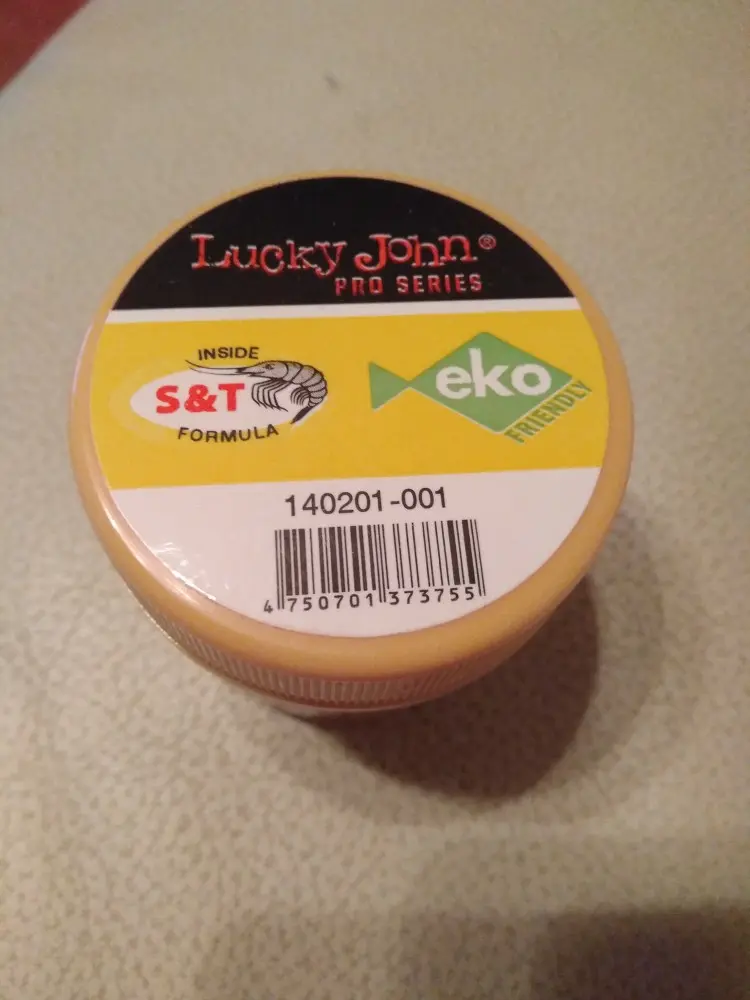 Lucky John®
PRO SERIES
INSIDE
S&T
FORMULA
eko
FRIENDLY
140201-001
4 750701 373755